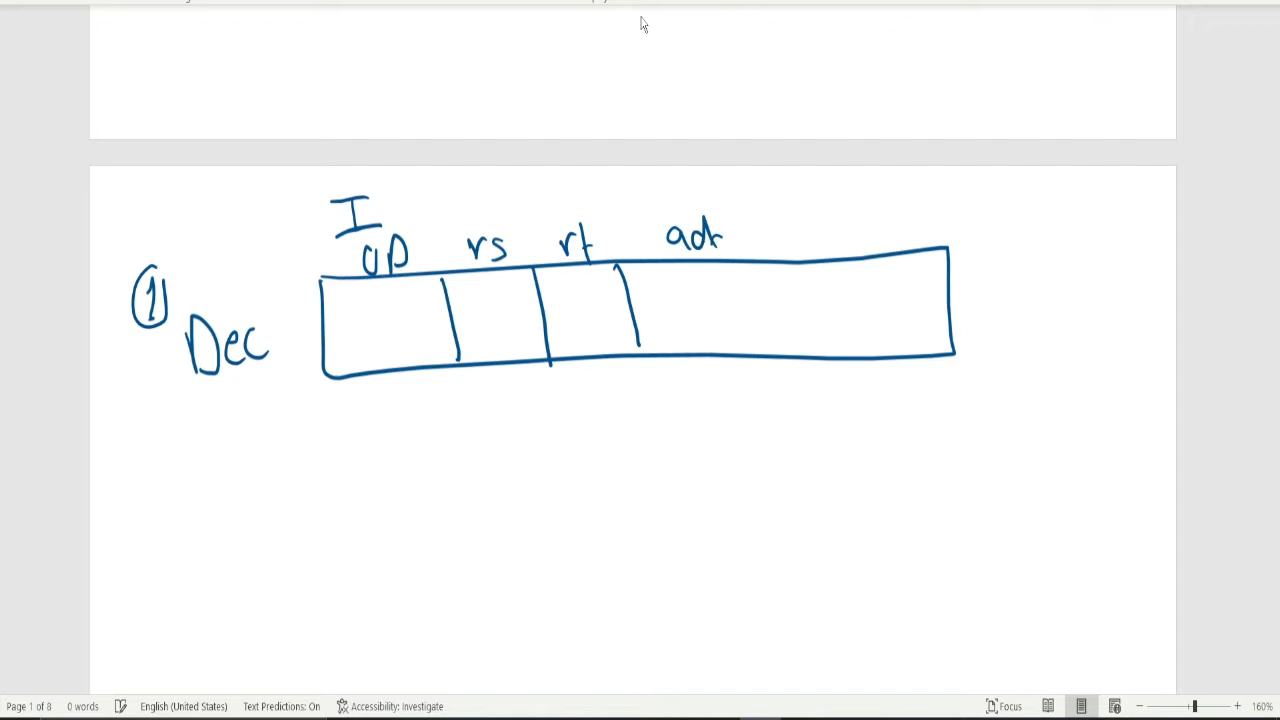 I
op rs rt adr
①
Dec
Page 1 of 8 0 words English (United States) Text Predictions: On Accessibility: Investigate Focus 160%